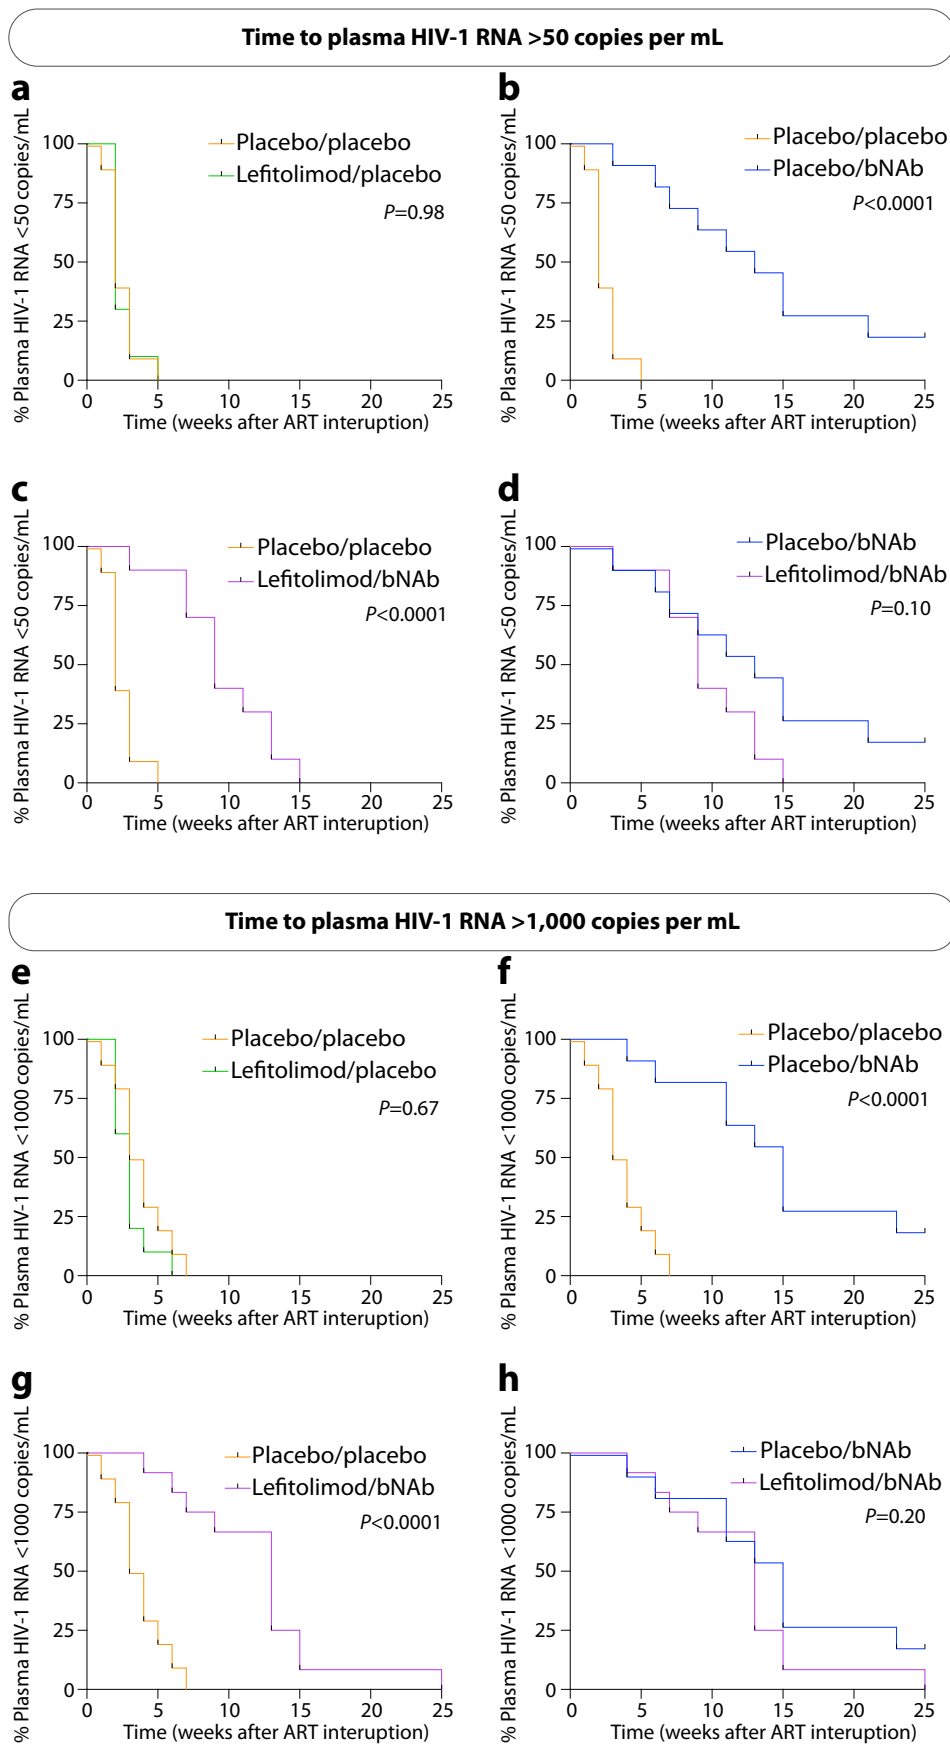 Time to plasma HIV-1 RNA >50 copies per mL
a
% Plasma HIV-1 RNA <50 copies/mL
100
75
50
25
0
Placebo/placebo
Lefitolimod/placebo
P=0.98
0 5 10 15 20 25
Time (weeks after ART interuption)
b
% Plasma HIV-1 RNA <50 copies/mL
100
75
50
25
0
Placebo/placebo
Placebo/bNAb
P<0.0001
0 5 10 15 20 25
Time (weeks after ART interuption)
c
% Plasma HIV-1 RNA <50 copies/mL
100
75
50
25
0
Placebo/placebo
Lefitolimod/bNAb
P<0.0001
0 5 10 15 20 25
Time (weeks after ART interuption)
d
% Plasma HIV-1 RNA <50 copies/mL
100
75
50
25
0
Placebo/bNAb
Lefitolimod/bNAb
P=0.10
0 5 10 15 20 25
Time (weeks after ART interuption)
Time to plasma HIV-1 RNA >1,000 copies per mL
e
% Plasma HIV-1 RNA <1000 copies/mL
100
75
50
25
0
Placebo/placebo
Lefitolimod/placebo
P=0.67
0 5 10 15 20 25
Time (weeks after ART interuption)
f
% Plasma HIV-1 RNA <1000 copies/mL
100
75
50
25
0
Placebo/placebo
Placebo/bNAb
P<0.0001
0 5 10 15 20 25
Time (weeks after ART interuption)
g
% Plasma HIV-1 RNA <1000 copies/mL
100
75
50
25
0
Placebo/placebo
Lefitolimod/bNAb
P<0.0001
0 5 10 15 20 25
Time (weeks after ART interuption)
h
% Plasma HIV-1 RNA <1000 copies/mL
100
75
50
25
0
Placebo/bNAb
Lefitolimod/bNAb
P=0.20
0 5 10 15 20 25
Time (weeks after ART interuption)